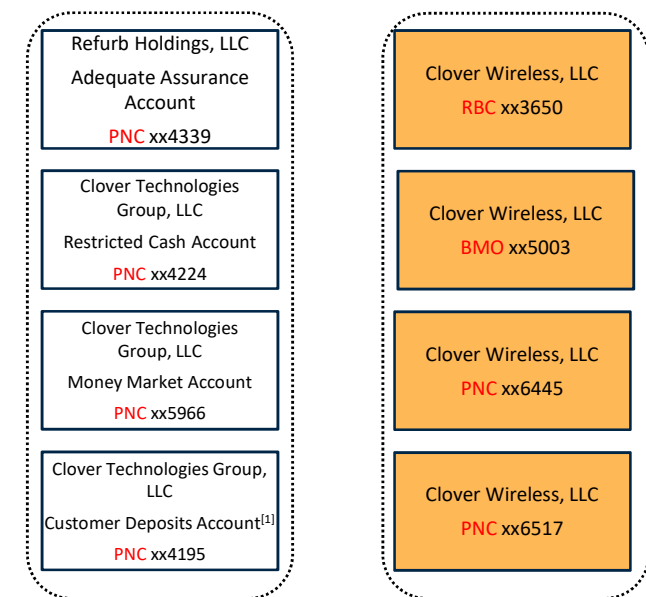 Refurb Holdings, LLC
Adequate Assurance
Account
PNC xx4339
Clover Technologies
Group, LLC
Restricted Cash Account
PNC xx4224
Clover Technologies
Group, LLC
Money Market Account
PNC xx5966
Clover Technologies Group,
LLC
Customer Deposits Account[1]
PNC xx4195
Clover Wireless, LLC
RBC xx3650
Clover Wireless, LLC
BMO xx5003
Clover Wireless, LLC
PNC xx6445
Clover Wireless, LLC
PNC xx6517